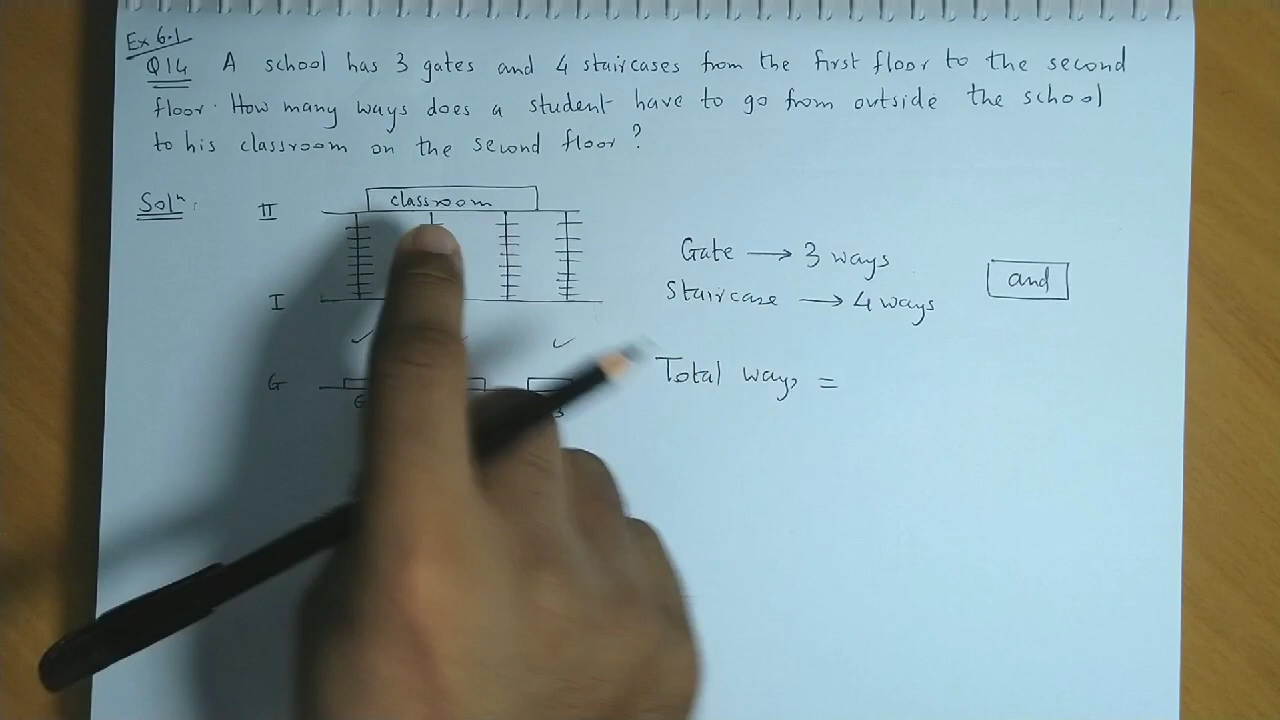 Ex 6.1
Q14 A school has 3 gates and 4 staircases from the first floor to the second
floor. How many ways does a student have to go from outside the school
to his classroom on the second floor?
Solⁿ:
II classroom
I
G
Gate → 3 ways
Staircase → 4 ways
and
Total ways =